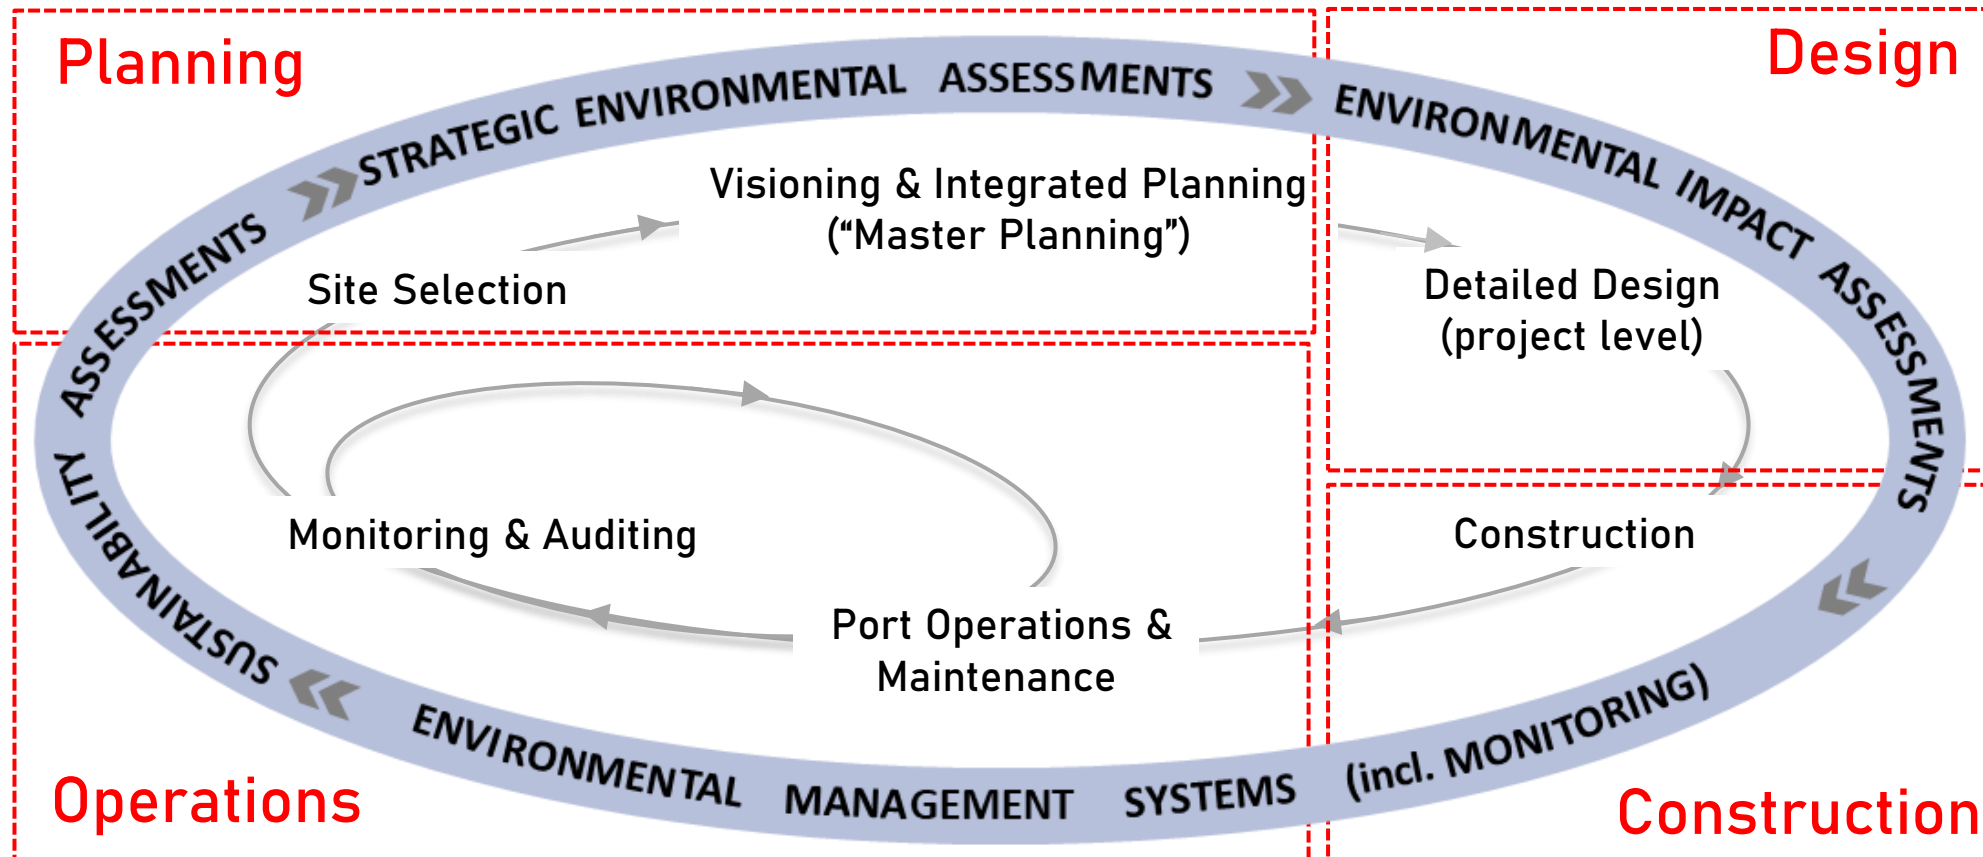 Planning
Design
STRATEGIC ENVIRONMENTAL ASSESSMENTS
ENVIRONMENTAL IMPACT ASSESSMENTS
Visioning & Integrated Planning
(“Master Planning”)
Site Selection
Detailed Design
(project level)
Monitoring & Auditing
Construction
Port Operations &
Maintenance
SUSTAINABILITY ASSESSMENTS
ENVIRONMENTAL MANAGEMENT SYSTEMS (incl. MONITORING)
Operations
Construction